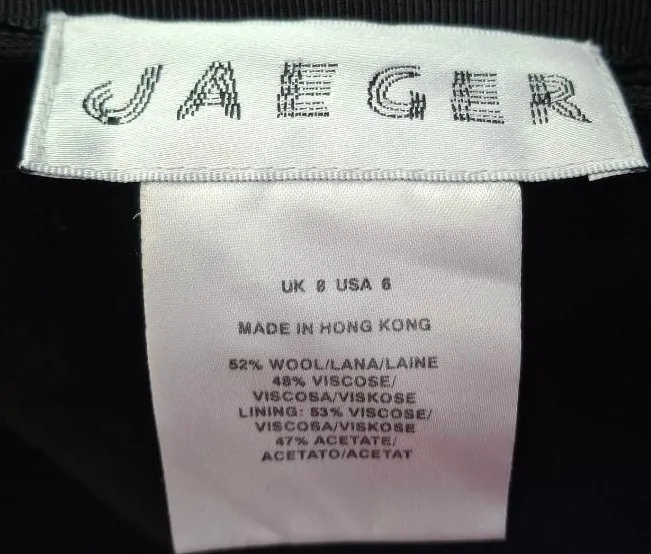 JAEGER
UK 8 USA 6
MADE IN HONG KONG
52% WOOL/LANA/LAINE
48% VISCOSE/
VISCOSA/VISKOSE
LINING: 53% VISCOSE/
VISCOSA/VISKOSE
47% ACETATE/
ACETATO/ACETAT